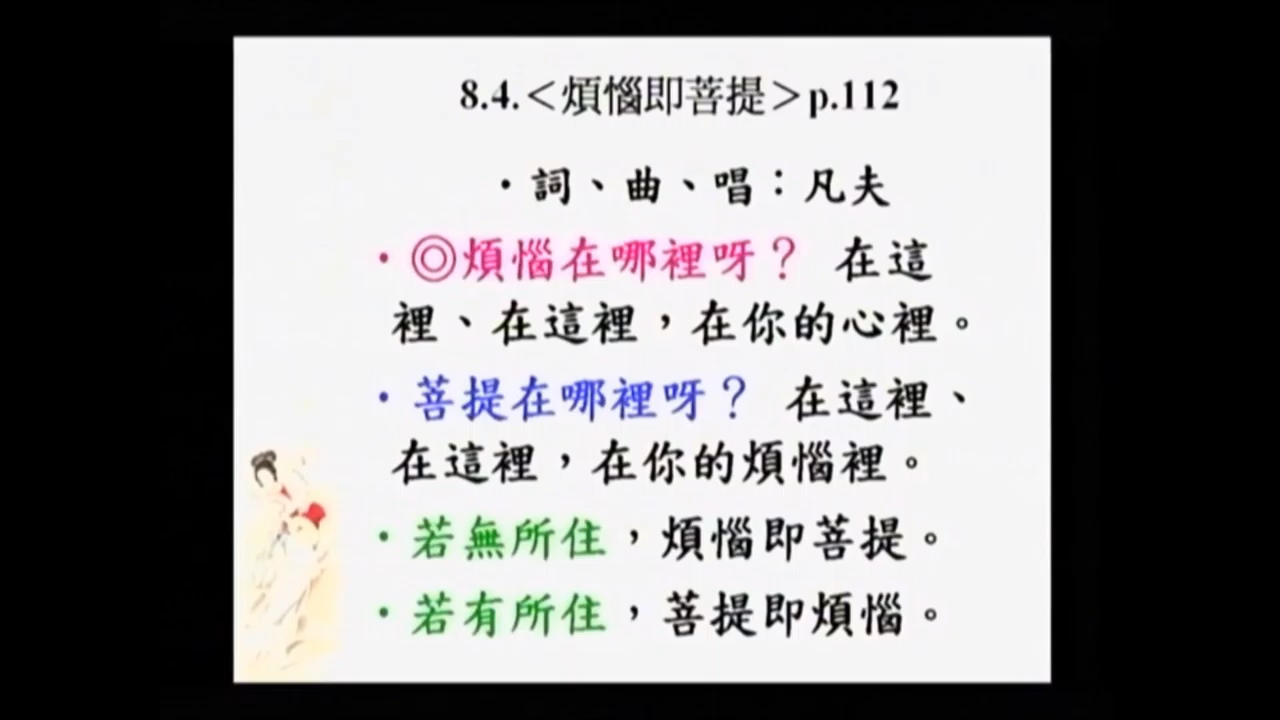 8.4.＜煩惱即菩提＞p.112
·詞、曲、唱：凡夫
·◎煩惱在哪裡呀？ 在這
裡、在這裡，在你的心裡。
·菩提在哪裡呀？ 在這裡、
在這裡，在你的煩惱裡。
·若無所住，煩惱即菩提。
·若有所住，菩提即煩惱。